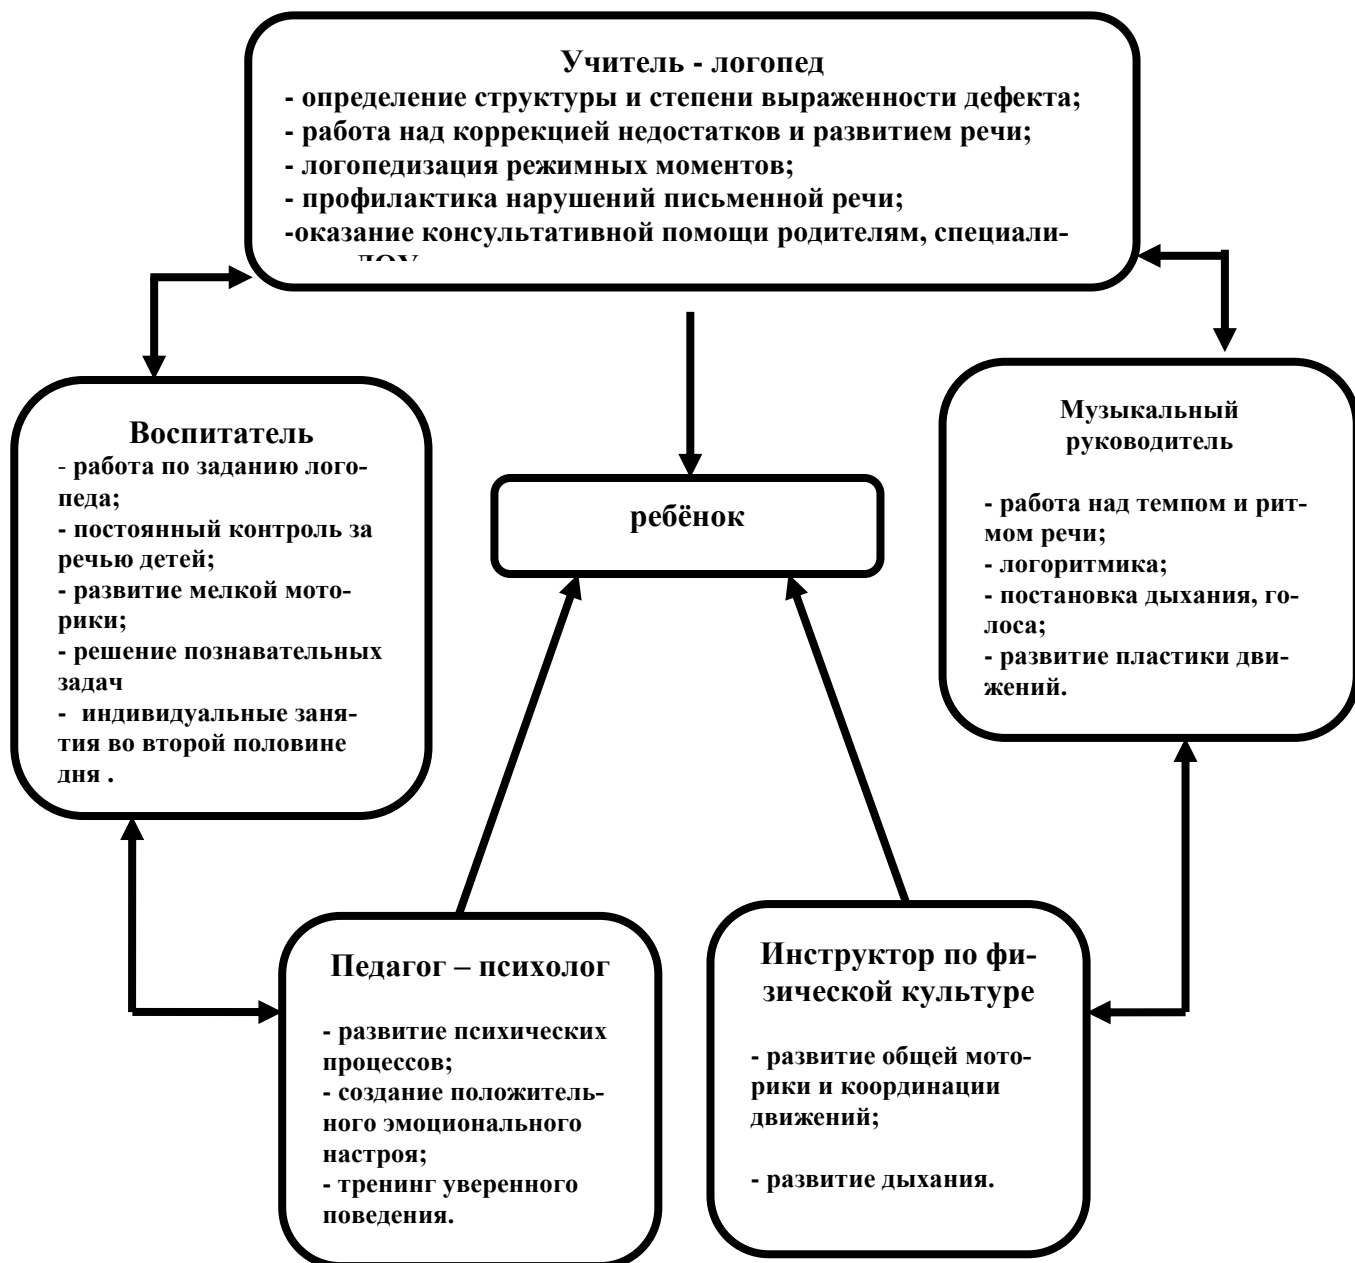 Учитель - логопед
- определение структуры и степени выраженности дефекта;
- работа над коррекцией недостатков и развитием речи;
- логопедизация режимных моментов;
- профилактика нарушений письменной речи;
-оказание консультативной помощи родителям, специали-
Воспитатель
- работа по заданию лого-
педа;
- постоянный контроль за
речью детей;
- развитие мелкой мото-
рики;
- решение познавательных
задач
- индивидуальные заня-
тия во второй половине
дня .
ребёнок
Музыкальный
руководитель
- работа над темпом и рит-
мом речи;
- логоритмика;
- постановка дыхания, го-
лоса;
- развитие пластики дви-
жений.
Педагог – психолог
- развитие психических
процессов;
- создание положитель-
ного эмоционального
настроя;
- тренинг уверенного
поведения.
Инструктор по фи-
зической культуре
- развитие общей мото-
рики и координации
движений;
- развитие дыхания.